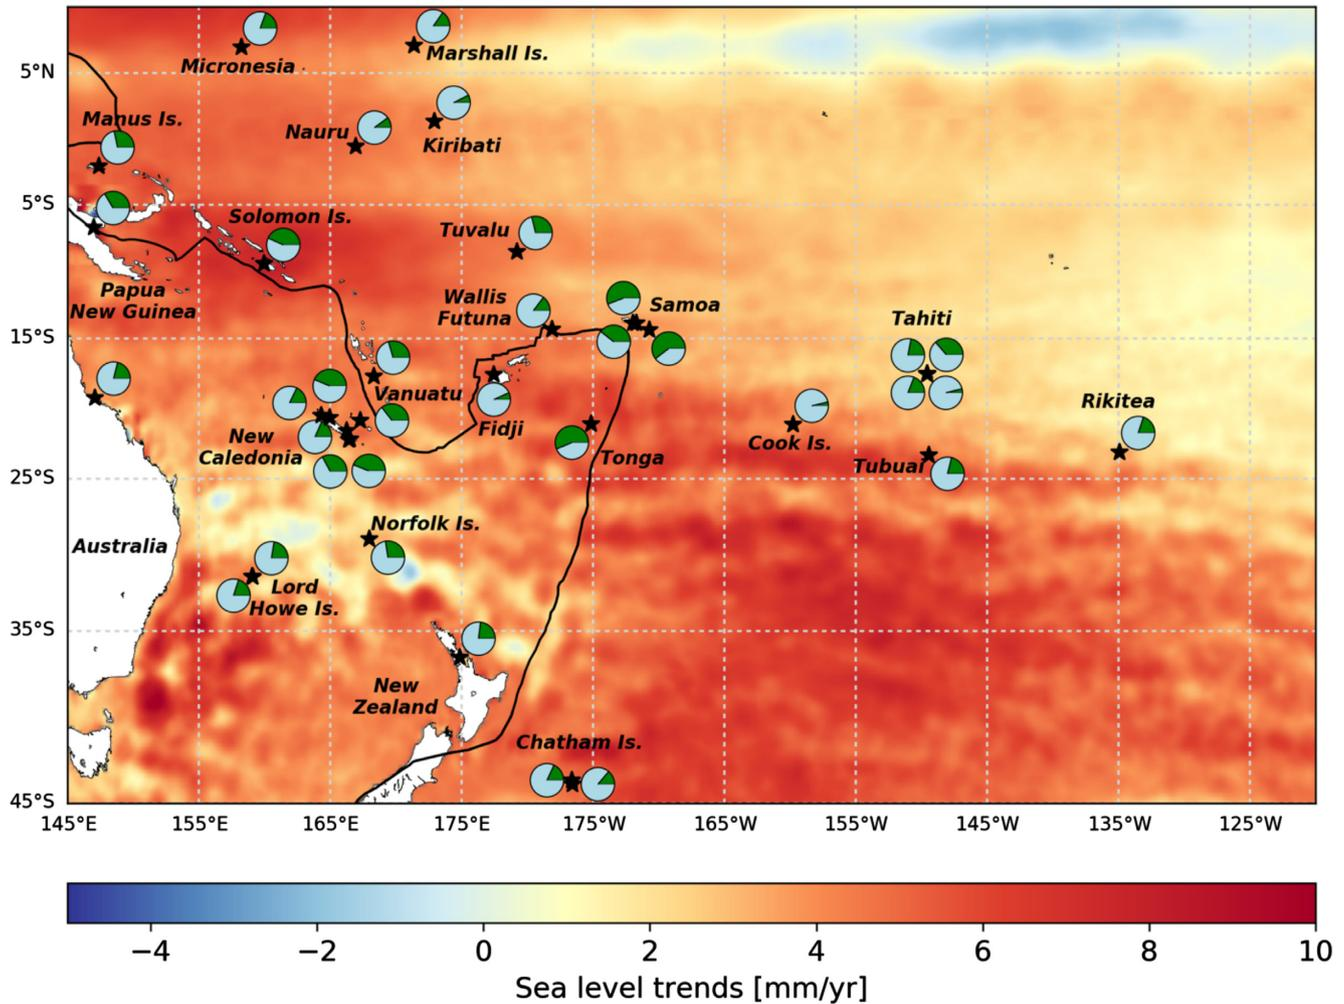 Micronesia
Marshall Is.
5°N
Manus Is.
Nauru
Kiribati
5°S
Solomon Is.
Tuvalu
Papua
New Guinea
Wallis
Futuna
Samoa
Tahiti
15°S
Vanuatu
Fidji
Rikitea
New
Caledonia
Tonga
Cook Is.
Tubuai
25°S
Norfolk Is.
Australia
Lord
Howe Is.
35°S
New
Zealand
Chatham Is.
45°S
145°E 155°E 165°E 175°E 175°W 165°W 155°W 145°W 135°W 125°W
−4 −2 0 2 4 6 8 10
Sea level trends [mm/yr]